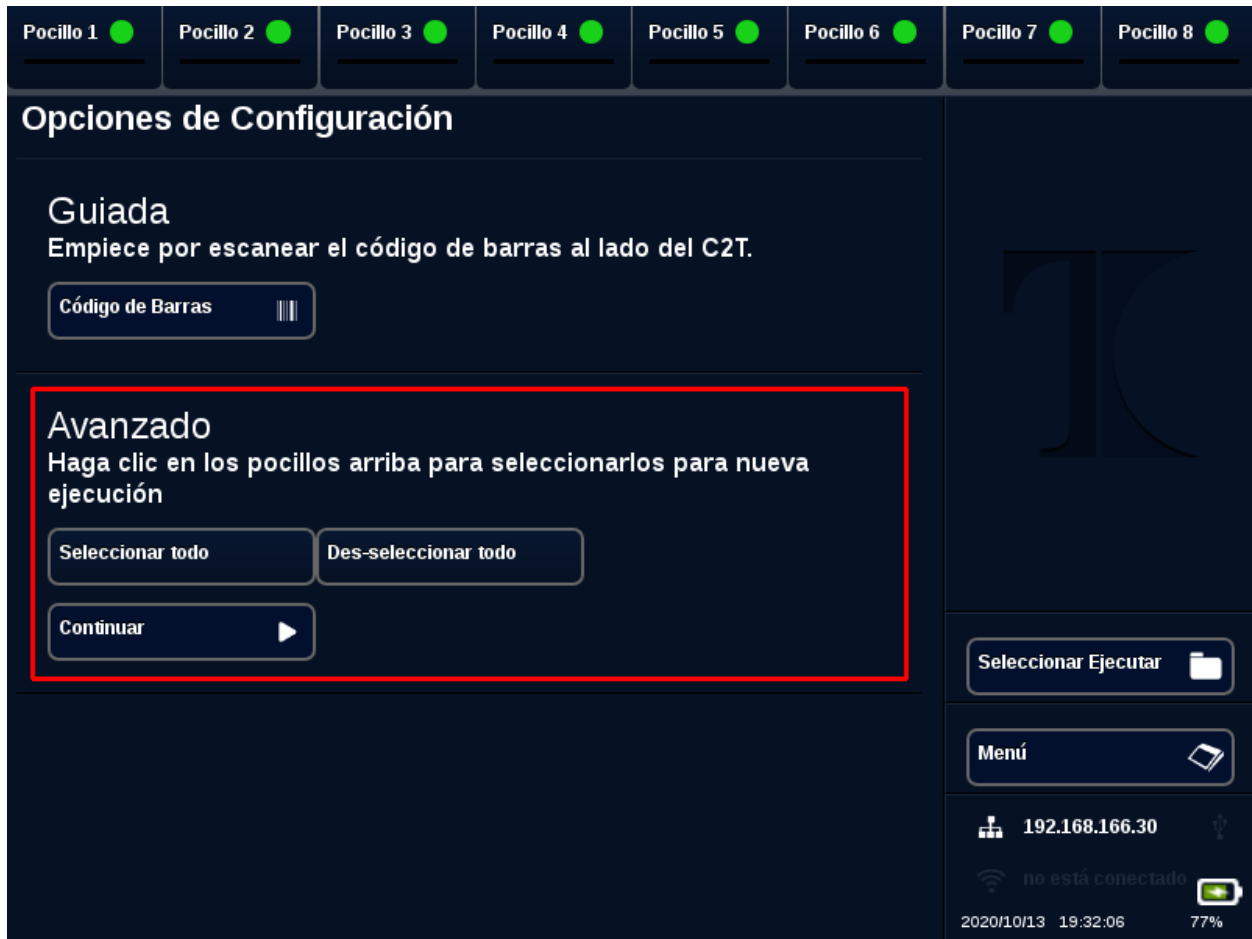 Pocillo 1 Pocillo 2 Pocillo 3 Pocillo 4 Pocillo 5 Pocillo 6 Pocillo 7 Pocillo 8
Opciones de Configuración
Guiada
Empiece por escanear el código de barras al lado del C2T.
Código de Barras
Avanzado
Haga clic en los pocillos arriba para seleccionarlos para nueva
ejecución
Seleccionar todo Des-seleccionar todo
Continuar
Seleccionar Ejecutar
Menú
192.168.166.30
no está conectado
2020/10/13 19:32:06 77%